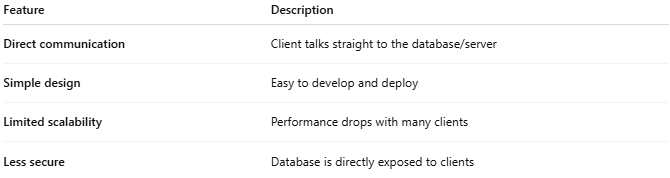 Feature Description
Direct communication Client talks straight to the database/server
Simple design Easy to develop and deploy
Limited scalability Performance drops with many clients
Less secure Database is directly exposed to clients